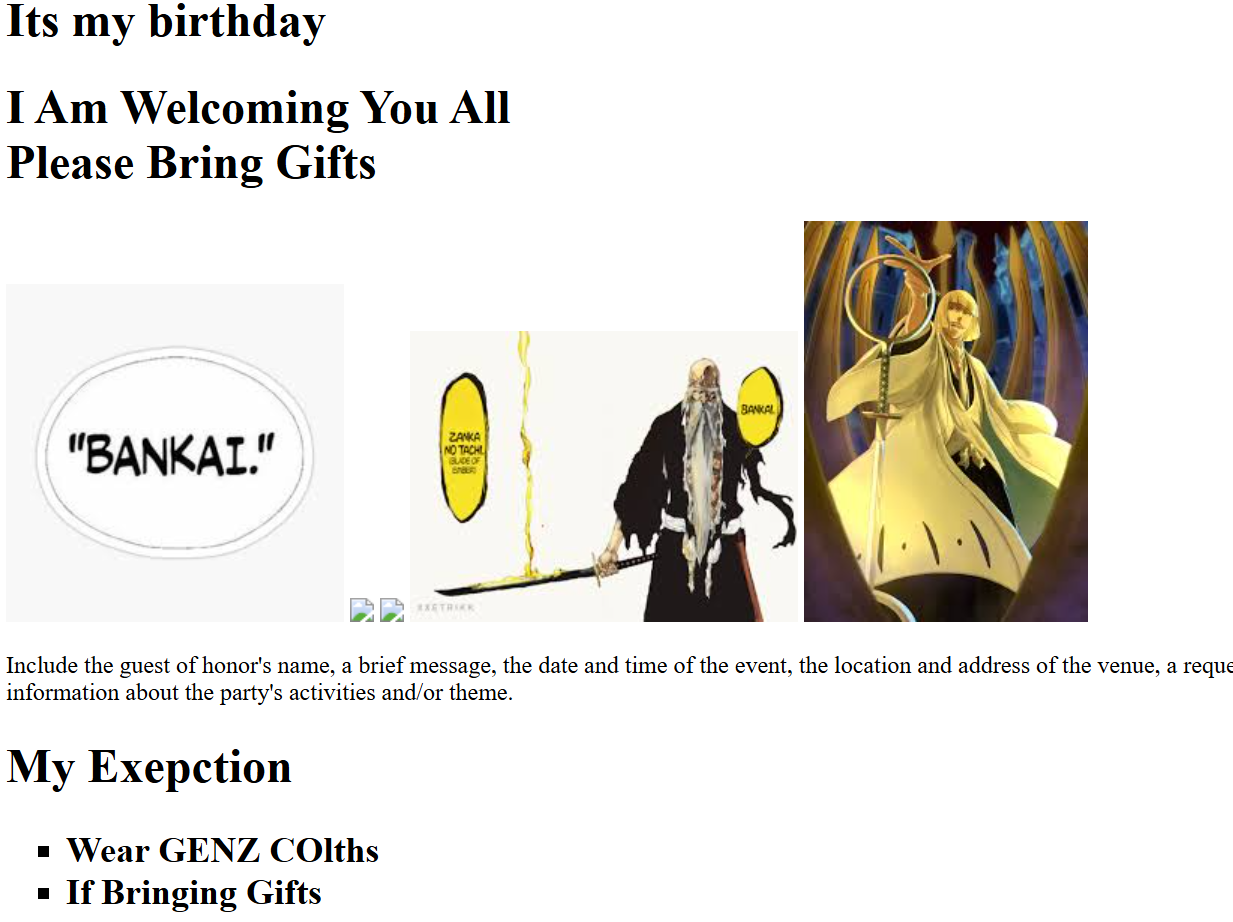 Its my birthday
I Am Welcoming You All
Please Bring Gifts
"BANKAI."
ZANKA
NO TACHI,
(BLADE OF
EMBER)
BANKAI.
XXETRIKK
Include the guest of honor's name, a brief message, the date and time of the event, the location and address of the venue, a reque
information about the party's activities and/or theme.
My Exepction
Wear GENZ COlths
If Bringing Gifts